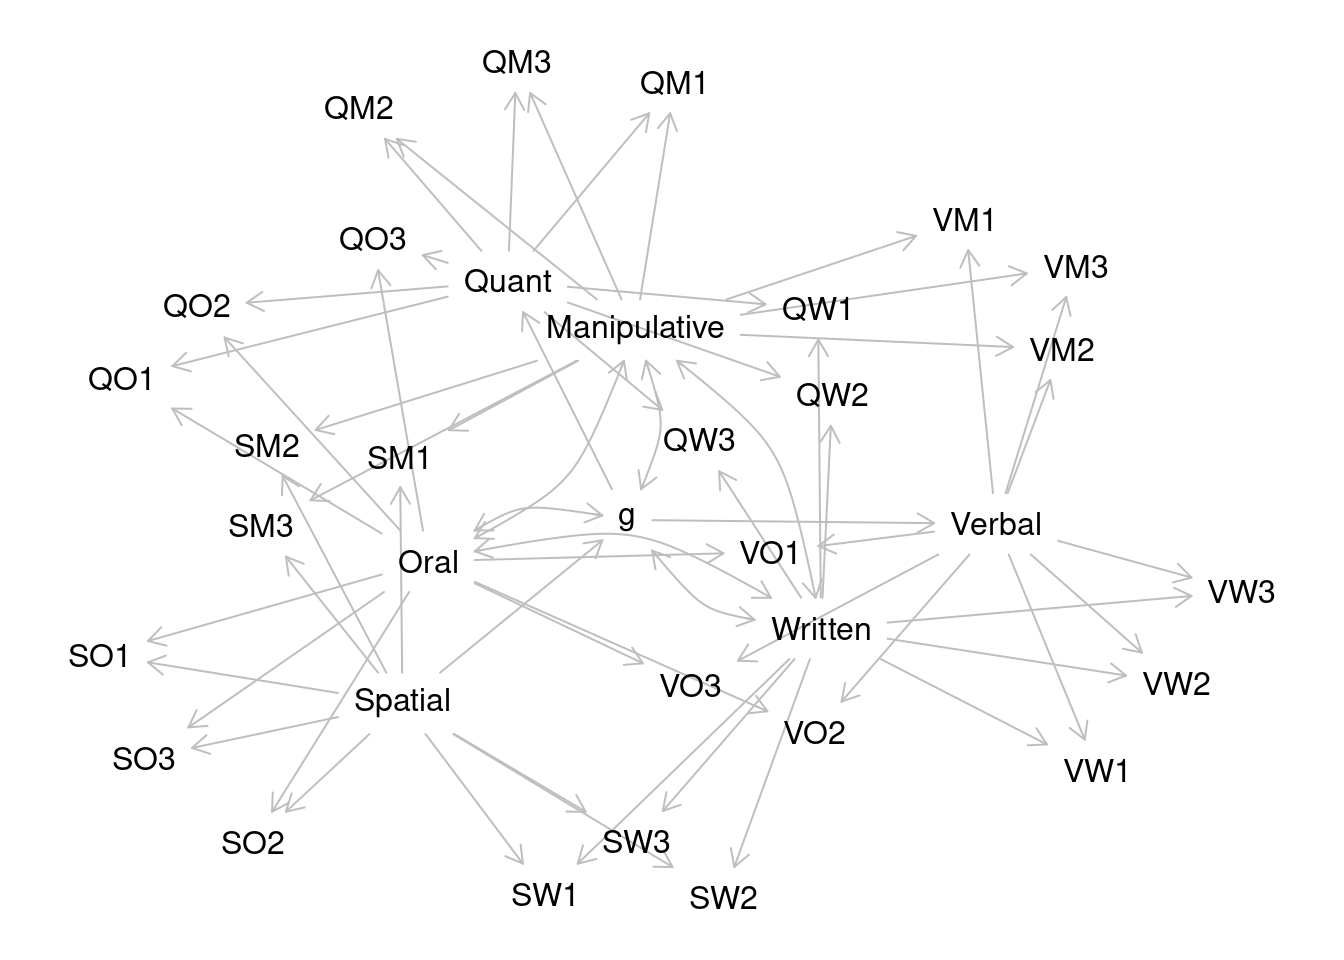 QM3
QM1
QM2
VM1
QO3
VM3
Quant
QO2
QW1
Manipulative
VM2
QO1
QW2
QW3
SM2
SM1
g
SM3
Verbal
VO1
Oral
VW3
Written
SO1
VO3
VW2
Spatial
VO2
SO3
VW1
SO2
SW3
SW1
SW2